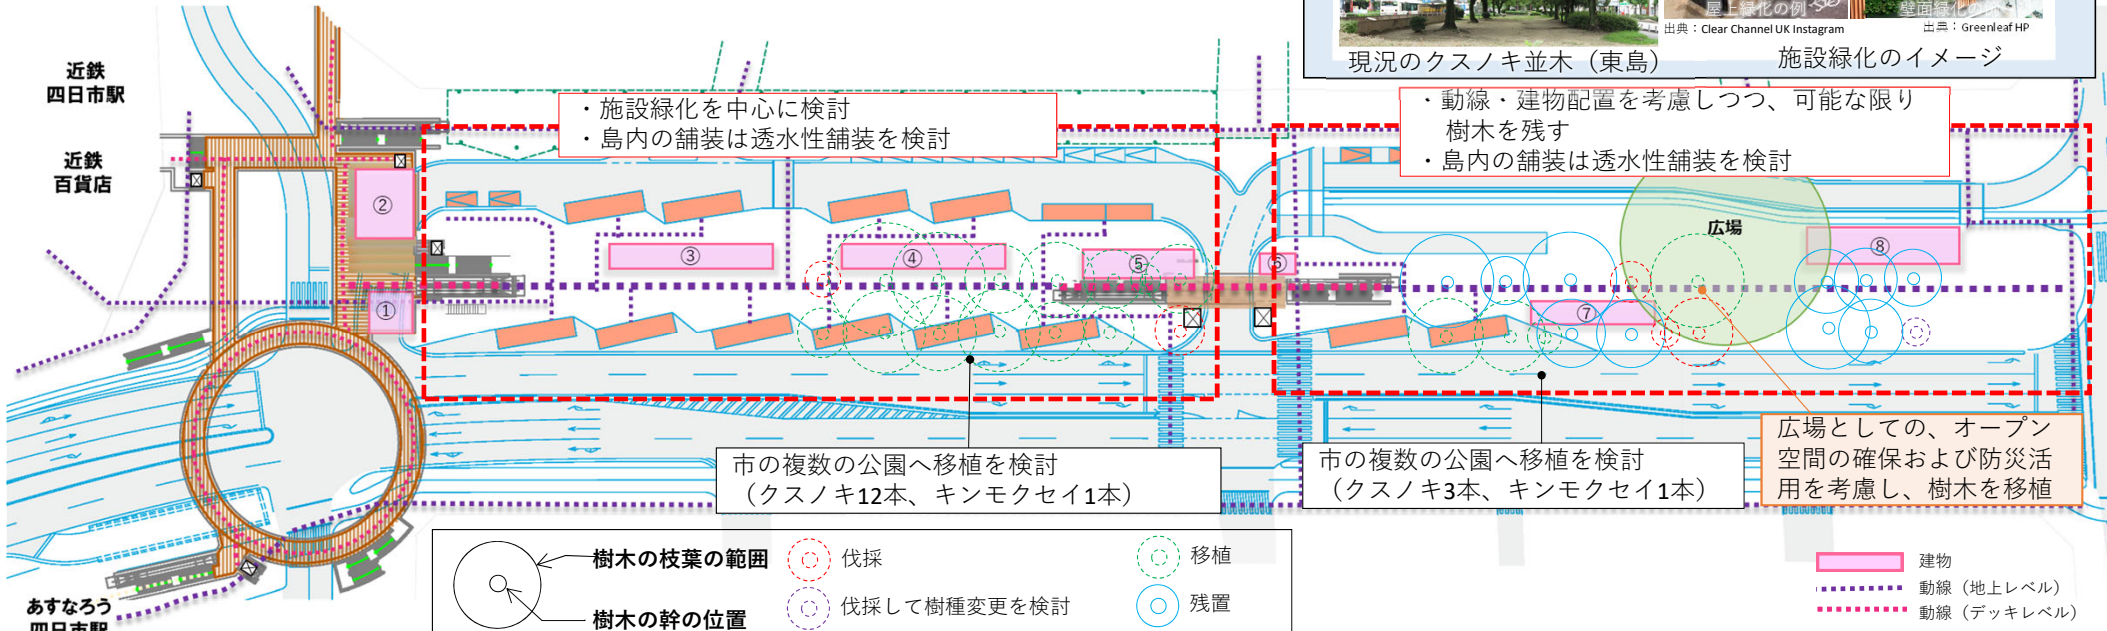 屋上緑化の例
壁面緑化の例
出典：Clear Channel UK Instagram
出典：Greenleaf HP
現況のクスノキ並木（東島）
施設緑化のイメージ
近鉄
四日市駅
近鉄
百貨店
・施設緑化を中心に検討
・島内の舗装は透水性舗装を検討
・動線・建物配置を考慮しつつ、可能な限り
樹木を残す
・島内の舗装は透水性舗装を検討
②
③
④
⑤
⑥
広場
⑧
①
⑦
市の複数の公園へ移植を検討
（クスノキ12本、キンモクセイ1本）
市の複数の公園へ移植を検討
（クスノキ3本、キンモクセイ1本）
広場としての、オープン
空間の確保および防災活
用を考慮し、樹木を移植
樹木の枝葉の範囲
樹木の幹の位置
伐採
移植
伐採して樹種変更を検討
残置
建物
動線（地上レベル）
動線（デッキレベル）
あすなろう
四日市駅